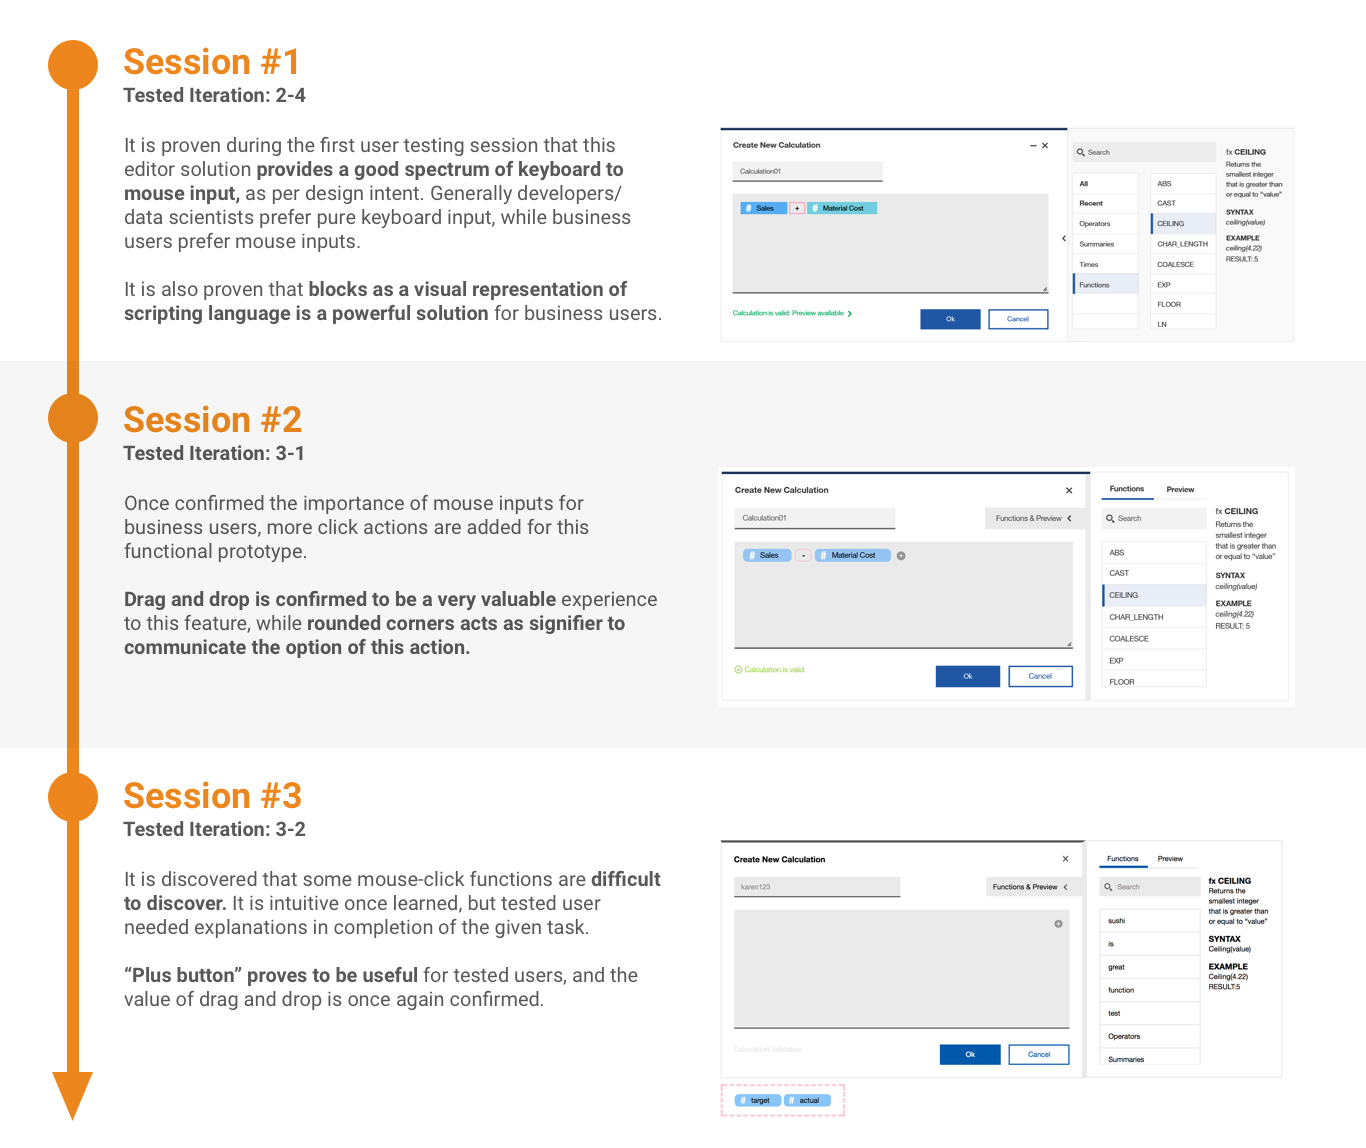 Session #1
Tested Iteration: 2-4
It is proven during the first user testing session that this
editor solution provides a good spectrum of keyboard to
mouse input, as per design intent. Generally developers/
data scientists prefer pure keyboard input, while business
users prefer mouse inputs.
It is also proven that blocks as a visual representation of
scripting language is a powerful solution for business users.
Create New Calculation
Calculation01
# Sales + # Material Cost
Calculation is valid: Preview available
Ok
Cancel
Search
All
Recent
Operators
Summaries
Times
Functions
ABS
CAST
CEILING
CHAR_LENGTH
COALESCE
EXP
FLOOR
LN
fx CEILING
Returns the
smallest integer
that is greater than
or equal to "value"
SYNTAX
ceiling(value)
EXAMPLE
ceiling(4.22)
RESULT: 5
Session #2
Tested Iteration: 3-1
Once confirmed the importance of mouse inputs for
business users, more click actions are added for this
functional prototype.
Drag and drop is confirmed to be a very valuable experience
to this feature, while rounded corners acts as signifier to
communicate the option of this action.
Create New Calculation
Calculation01
Functions & Preview
# Sales - # Material Cost
Calculation is valid
Ok
Cancel
Functions
Preview
Search
ABS
CAST
CEILING
CHAR_LENGTH
COALESCE
EXP
FLOOR
fx CEILING
Returns the
smallest integer
that is greater than
or equal to "value"
SYNTAX
ceiling(value)
EXAMPLE
ceiling(4.22)
RESULT: 5
Session #3
Tested Iteration: 3-2
It is discovered that some mouse-click functions are difficult
to discover. It is intuitive once learned, but tested user
needed explanations in completion of the given task.
“Plus button” proves to be useful for tested users, and the
value of drag and drop is once again confirmed.
Create New Calculation
karen123
Functions & Preview
Calculation Validation
Ok
Cancel
# target # actual
Functions
Preview
Search
sushi
is
great
function
test
Operators
Summaries
fx CEILING
Returns the
smallest integer
that is greater than
or equal to "value"
SYNTAX
Ceiling(value)
EXAMPLE
Ceiling(4.22)
RESULT:5